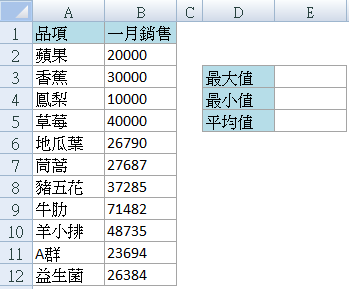 A B C D E
1 品項 一月銷售
2 蘋果 20000
3 香蕉 30000 最大值
4 鳳梨 10000 最小值
5 草莓 40000 平均值
6 地瓜葉 26790
7 茼蒿 27687
8 豬五花 37285
9 牛肋 71482
10 羊小排 48735
11 A群 23694
12 益生菌 26384